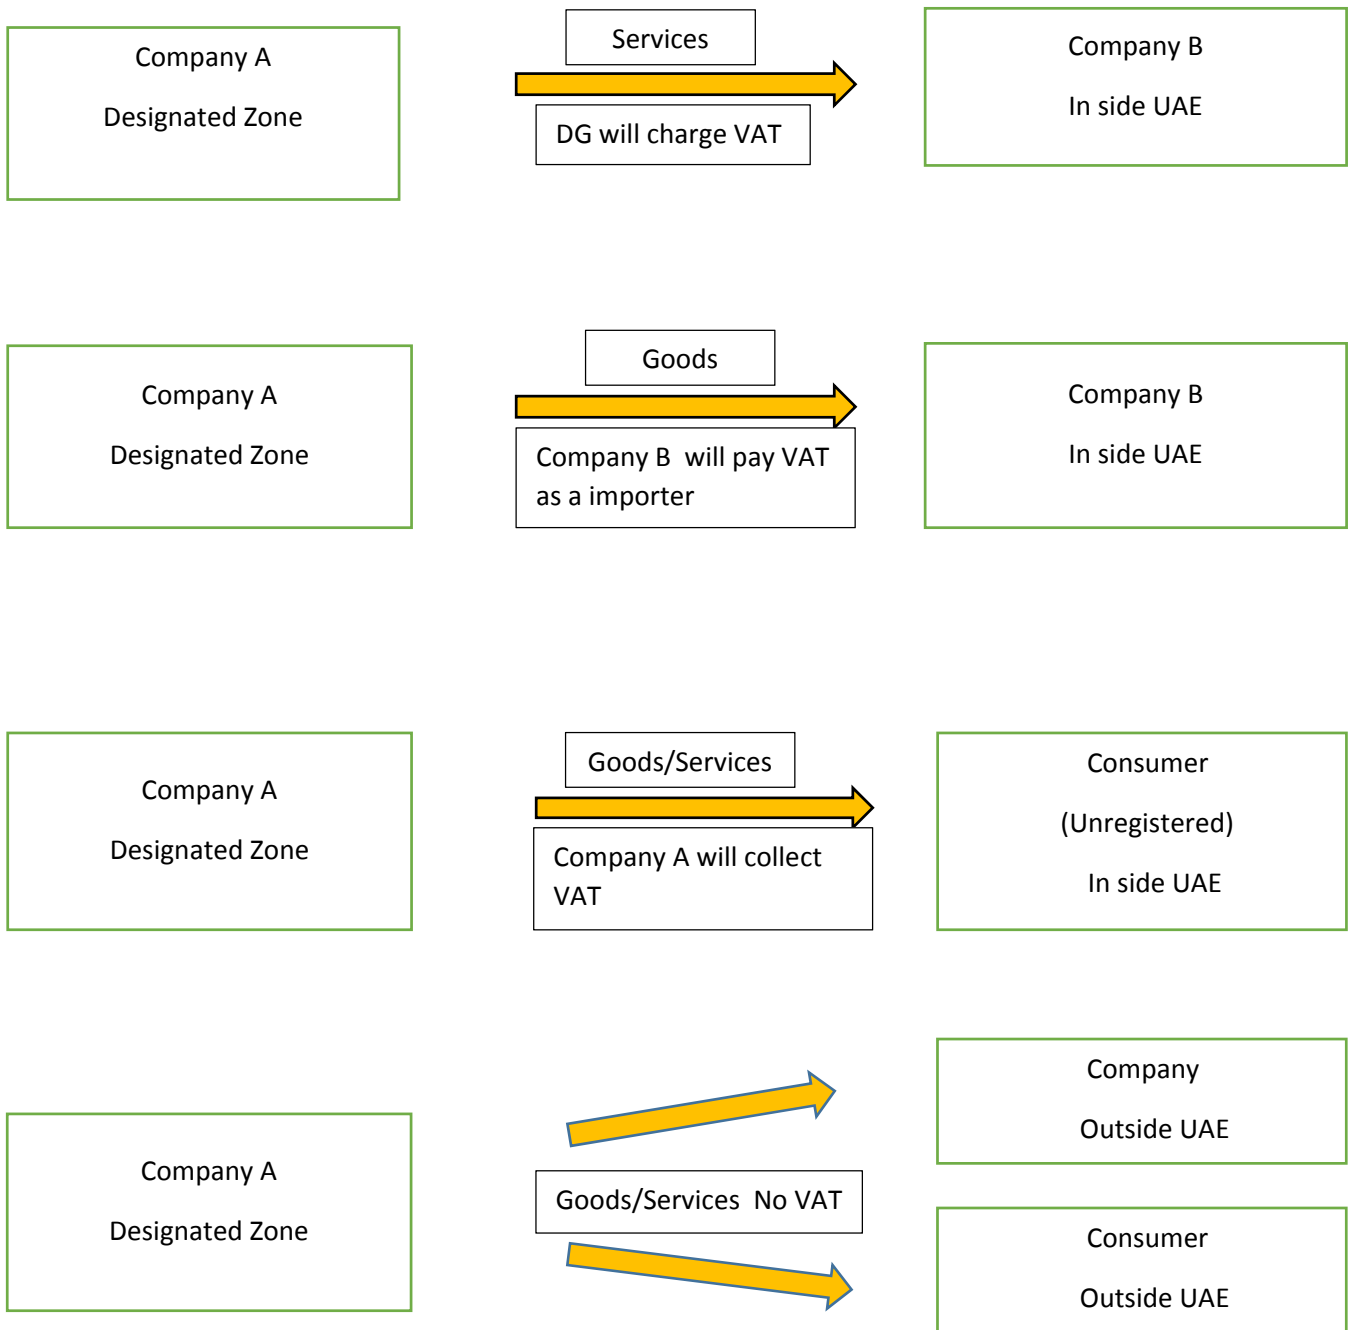 Company A
Designated Zone
Services
DG will charge VAT
Company B
In side UAE
Company A
Designated Zone
Goods
Company B  will pay VAT
as a importer
Company B
In side UAE
Company A
Designated Zone
Goods/Services
Company A will collect
VAT
Consumer
(Unregistered)
In side UAE
Company A
Designated Zone
Goods/Services  No VAT
Company
Outside UAE
Consumer
Outside UAE